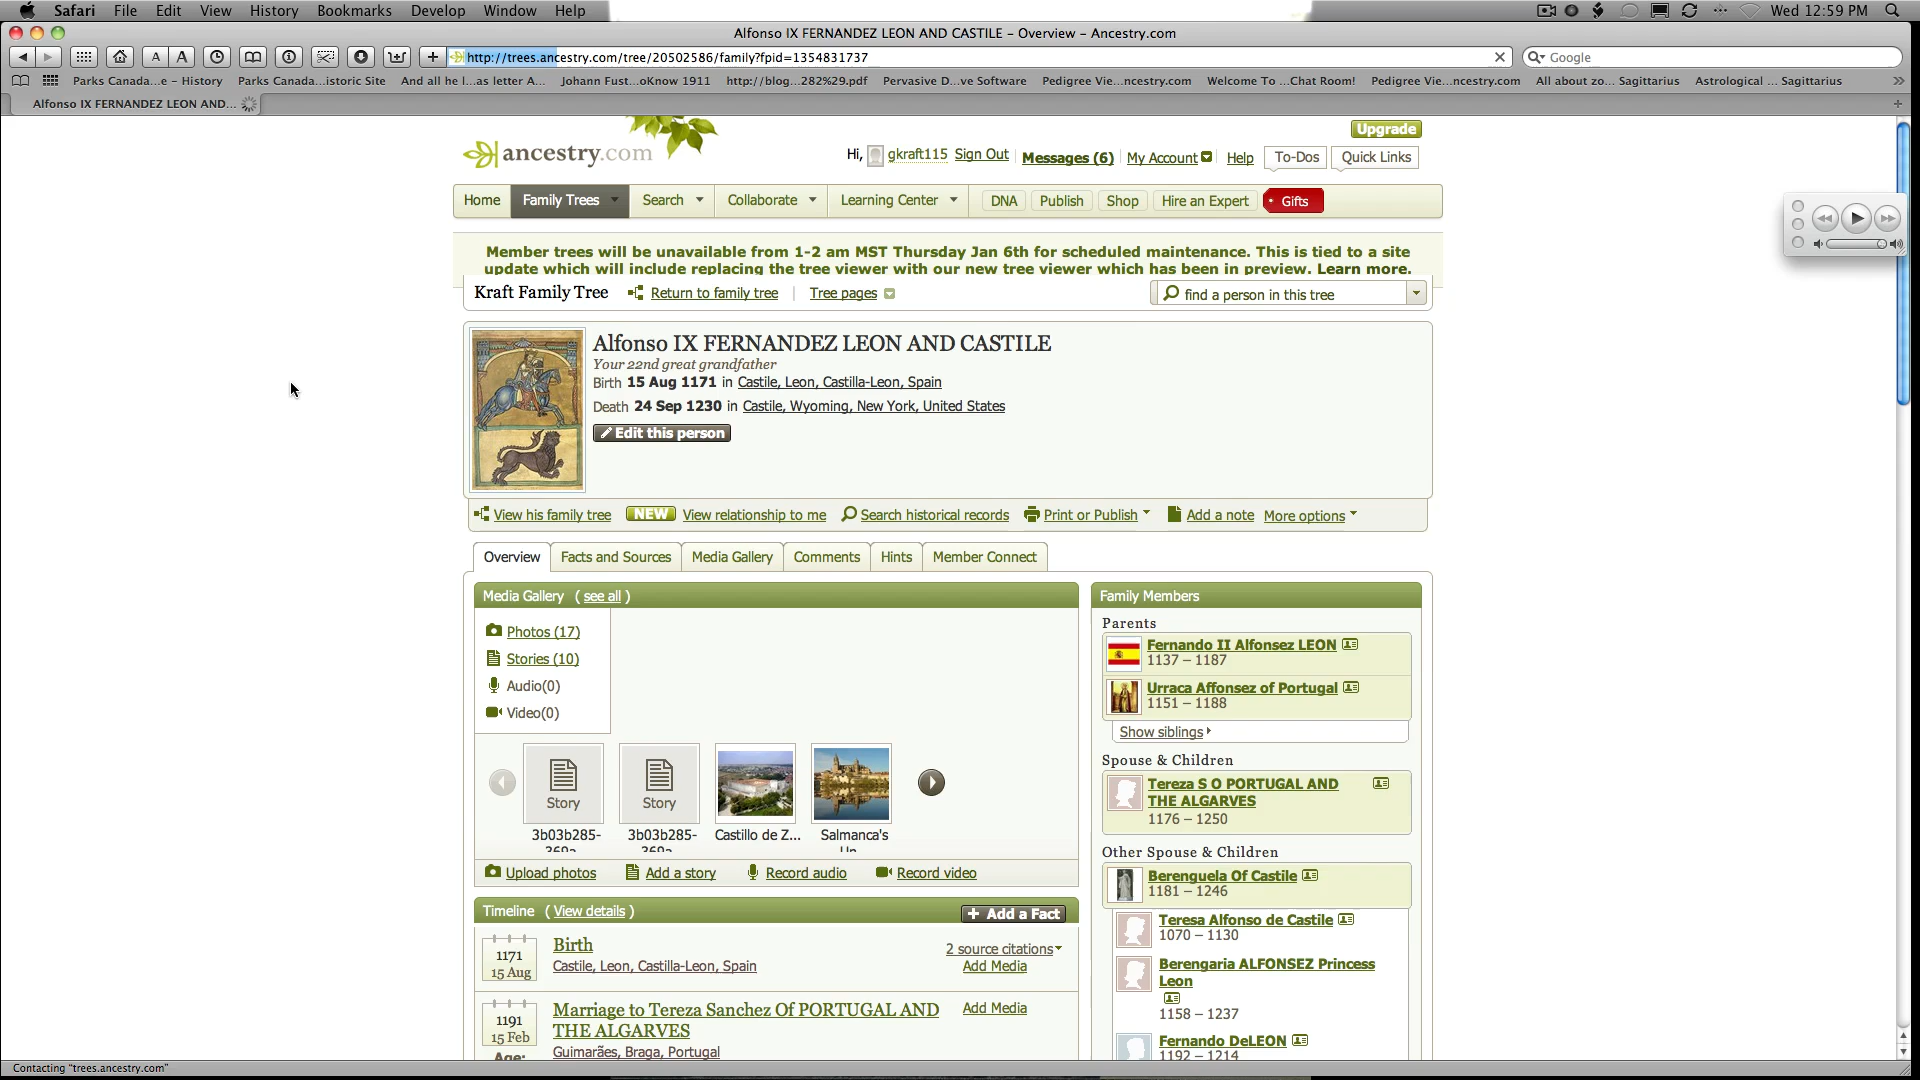 Safari File Edit View History Bookmarks Develop Window Help Wed 12:59 PM
Alfonso IX FERNANDEZ LEON AND CASTILE – Overview – Ancestry.com
A A http://trees.ancestry.com/tree/20502586/family?fpid=1354831737 Google
Parks Canada...e – History Parks Canada...istoric Site And all he l...as letter A... Johann Fust...oKnow 1911 http://blog...282%29.pdf Pervasive D...ve Software Pedigree Vie...ncestry.com Welcome To ...Chat Room! Pedigree Vie...ncestry.com All about zo... Sagittarius Astrological ... Sagittarius
Alfonso IX FERNANDEZ LEON AND...
Upgrade
ancestry.com
Hi, gkraft115 Sign Out Messages (6) My Account Help To-Dos Quick Links
Home Family Trees Search Collaborate Learning Center DNA Publish Shop Hire an Expert Gifts
Member trees will be unavailable from 1-2 am MST Thursday Jan 6th for scheduled maintenance. This is tied to a site
update which will include replacing the tree viewer with our new tree viewer which has been in preview. Learn more.
Kraft Family Tree Return to family tree | Tree pages find a person in this tree
Alfonso IX FERNANDEZ LEON AND CASTILE
Your 22nd great grandfather
Birth 15 Aug 1171 in Castile, Leon, Castilla-Leon, Spain
Death 24 Sep 1230 in Castile, Wyoming, New York, United States
Edit this person
View his family tree NEW View relationship to me Search historical records Print or Publish Add a note More options
Overview Facts and Sources Media Gallery Comments Hints Member Connect
Media Gallery ( see all )
Photos (17)
Stories (10)
Audio(0)
Video(0)
Story Story
3b03b285- 3b03b285- Castillo de Z... Salmanca's
369a 369a Un
Upload photos Add a story Record audio Record video
Timeline ( View details ) + Add a Fact
1171
15 Aug
Birth
Castile, Leon, Castilla-Leon, Spain
2 source citations
Add Media
1191
15 Feb
Age:
Marriage to Tereza Sanchez Of PORTUGAL AND
THE ALGARVES
Guimarães, Braga, Portugal
Add Media
Family Members
Parents
Fernando II Alfonsez LEON
1137 – 1187
Urraca Affonsez of Portugal
1151 – 1188
Show siblings
Spouse & Children
Tereza S O PORTUGAL AND
THE ALGARVES
1176 – 1250
Other Spouse & Children
Berenguela Of Castile
1181 – 1246
Teresa Alfonso de Castile
1070 – 1130
Berengaria ALFONSEZ Princess
Leon
1158 – 1237
Fernando DeLEON
1192 – 1214
Contacting "trees.ancestry.com"